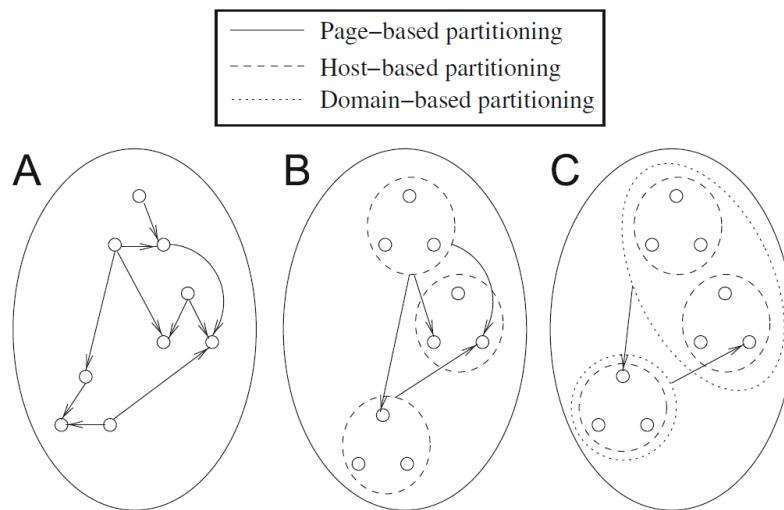 Page-based partitioning
Host-based partitioning
Domain-based partitioning
A
B
C